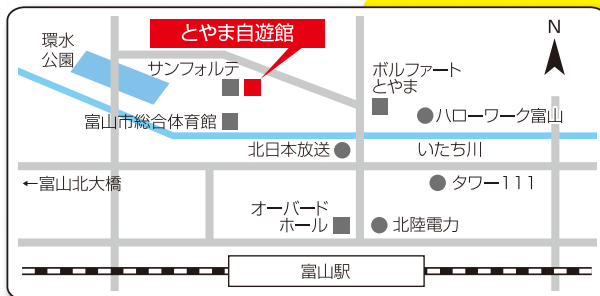 とやま自遊館
N
環水
公園
サンフォルテ
ボルファート
とやま
ハローワーク富山
富山市総合体育館
北日本放送
いたち川
←富山北大橋
タワー111
オーバード
ホール
北陸電力
富山駅